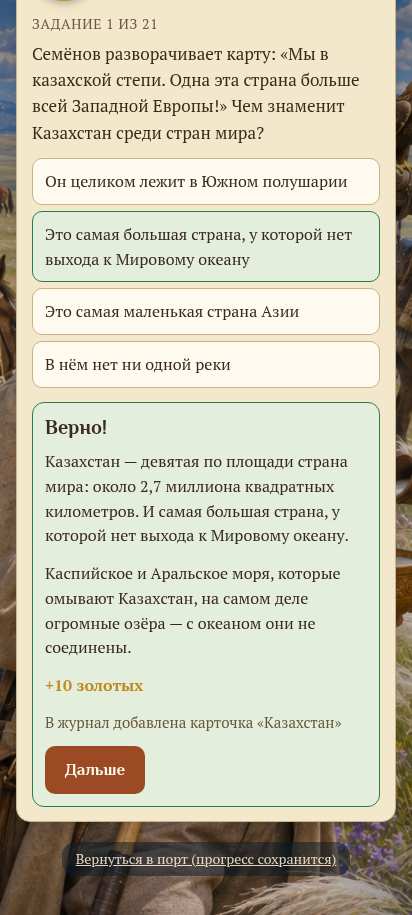 ЗАДАНИЕ 1 ИЗ 21
Семёнов разворачивает карту: «Мы в
казахской степи. Одна эта страна больше
всей Западной Европы!» Чем знаменит
Казахстан среди стран мира?
Он целиком лежит в Южном полушарии
Это самая большая страна, у которой нет
выхода к Мировому океану
Это самая маленькая страна Азии
В нём нет ни одной реки
Верно!
Казахстан — девятая по площади страна
мира: около 2,7 миллиона квадратных
километров. И самая большая страна, у
которой нет выхода к Мировому океану.
Каспийское и Аральское моря, которые
омывают Казахстан, на самом деле
огромные озёра — с океаном они не
соединены.
+10 золотых
В журнал добавлена карточка «Казахстан»
Дальше
Вернуться в порт (прогресс сохранится)